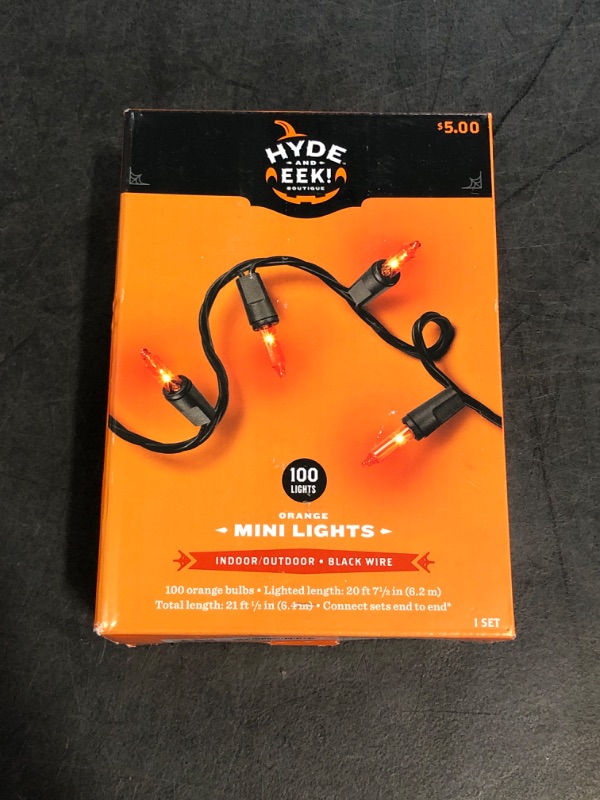 $5.00
HYDE
AND
EEK!
BOUTIQUE
100
LIGHTS
ORANGE
MINI LIGHTS
INDOOR/OUTDOOR • BLACK WIRE
100 orange bulbs • Lighted length: 20 ft 7½ in (6.2 m)
Total length: 21 ft ½ in (6.4 m) • Connect sets end to end*
1 SET